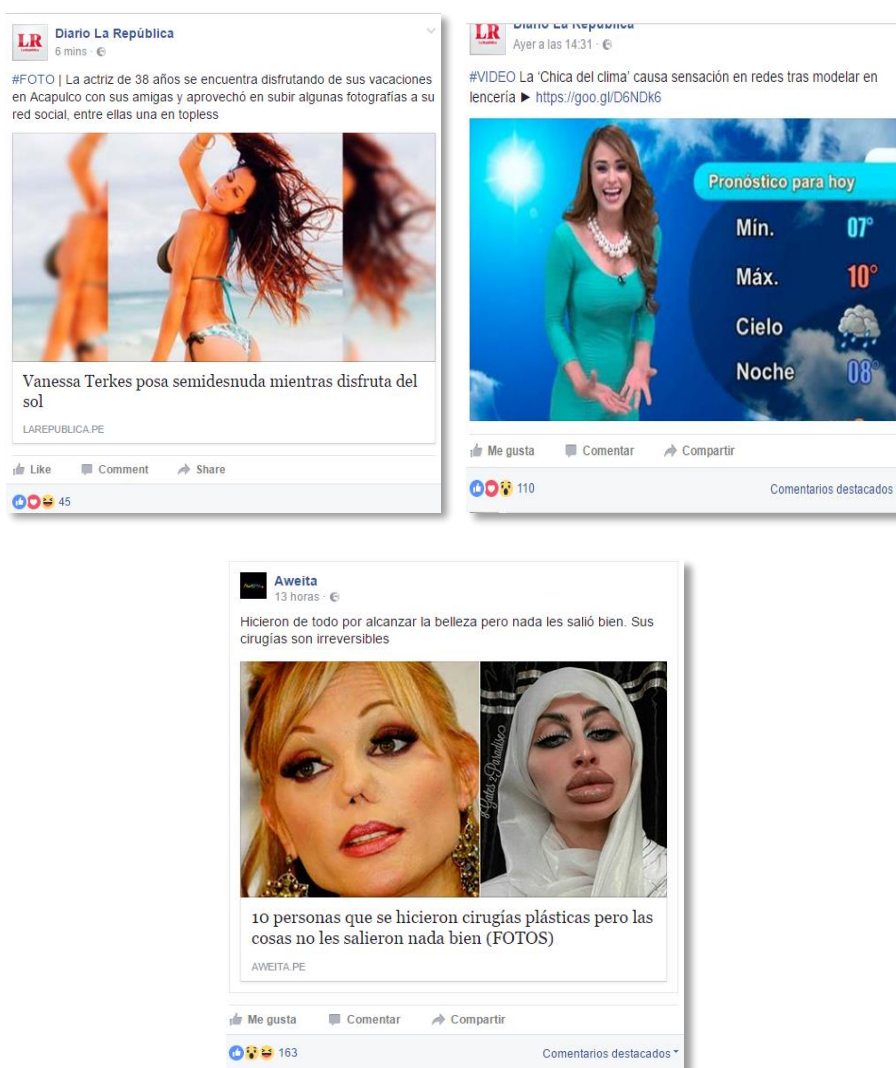 LR
La República
Diario La República
6 mins ·
#FOTO | La actriz de 38 años se encuentra disfrutando de sus vacaciones
en Acapulco con sus amigas y aprovechó en subir algunas fotografías a su
red social, entre ellas una en topless
Vanessa Terkes posa semidesnuda mientras disfruta del
sol
LAREPUBLICA.PE
Like Comment Share
45
LR
Diario La República
Ayer a las 14:31 ·
#VIDEO La ‘Chica del clima’ causa sensación en redes tras modelar en
lencería ► https://goo.gl/D6NDk6
Pronóstico para hoy
Mín. 07°
Máx. 10°
Cielo
Noche 08°
Me gusta Comentar Compartir
110 Comentarios destacados
Aweita
13 horas ·
Hicieron de todo por alcanzar la belleza pero nada les salió bien. Sus
cirugías son irreversibles
8Gates2Paradise
10 personas que se hicieron cirugías plásticas pero las
cosas no les salieron nada bien (FOTOS)
AWEITA.PE
Me gusta Comentar Compartir
163 Comentarios destacados